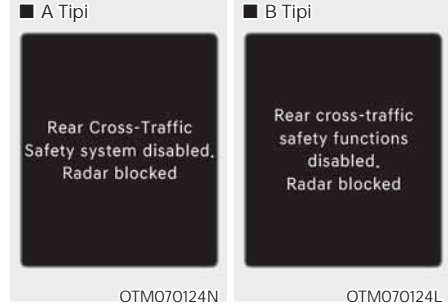 ■ A Tipi
Rear Cross-Traffic
Safety system disabled.
Radar blocked
OTM070124N
■ B Tipi
Rear cross-traffic
safety functions
disabled.
Radar blocked
OTM070124L